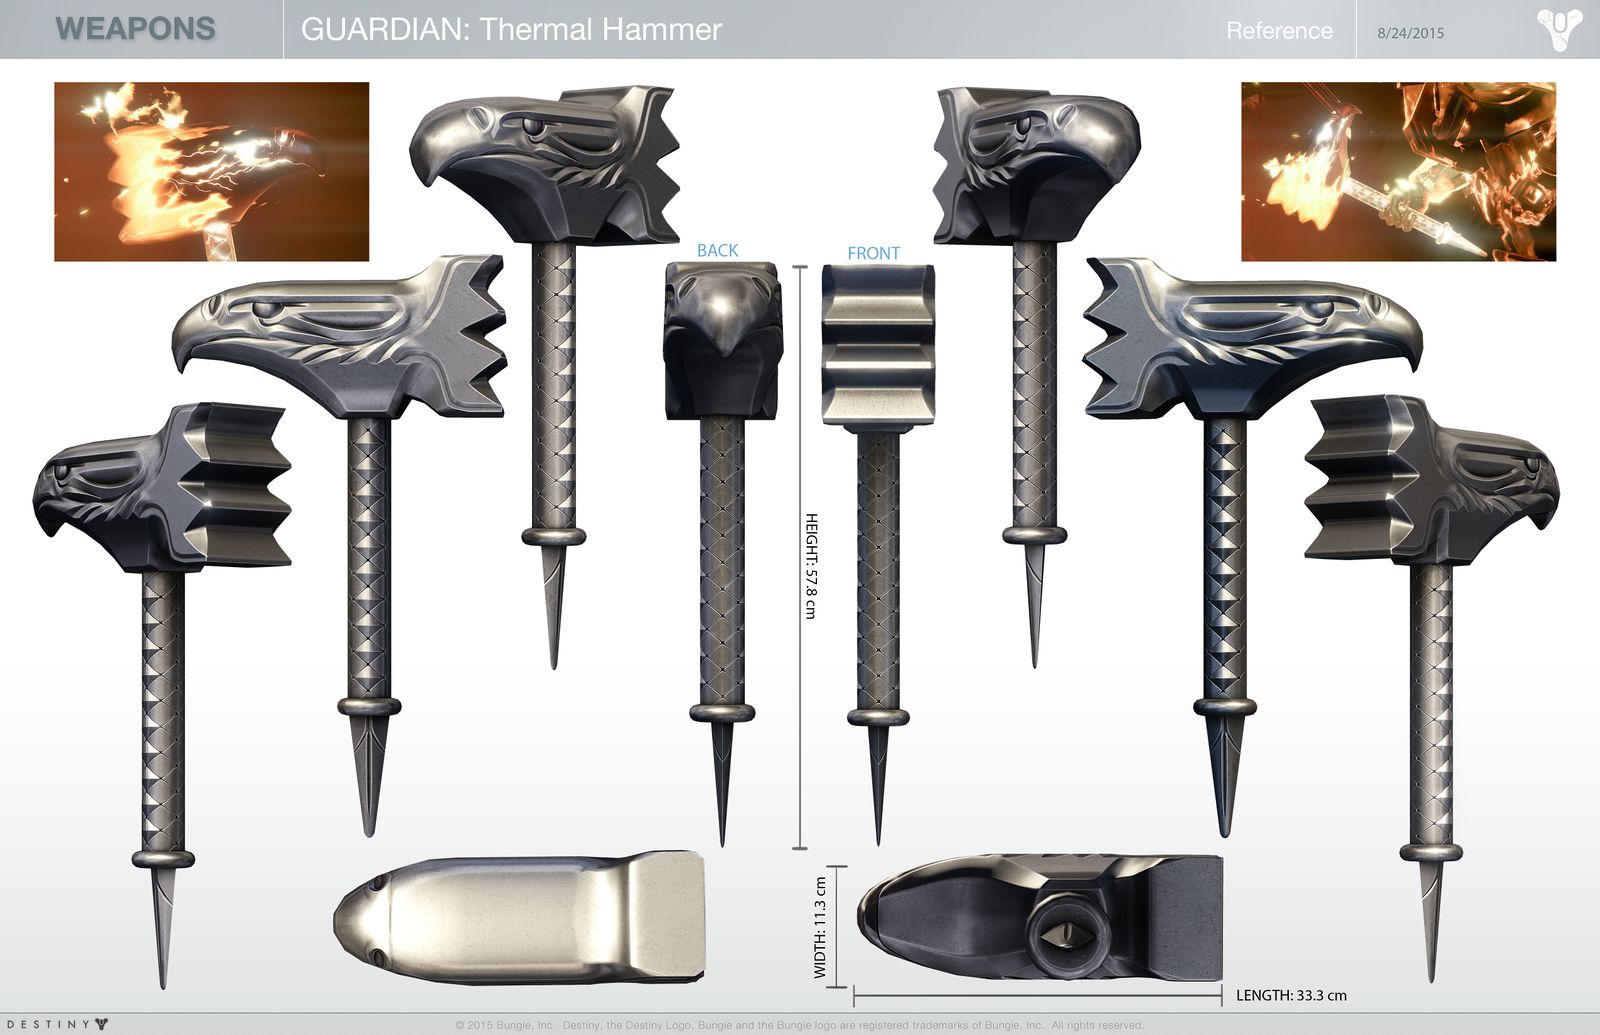 WEAPONS
GUARDIAN: Thermal Hammer
Reference
8/24/2015
BACK
FRONT
HEIGHT: 57.8 cm
WIDTH: 11.3 cm
LENGTH: 33.3 cm
DESTINY
© 2015 Bungie, Inc. Destiny, the Destiny Logo, Bungie and the Bungie logo are registered trademarks of Bungie, Inc. All rights reserved.